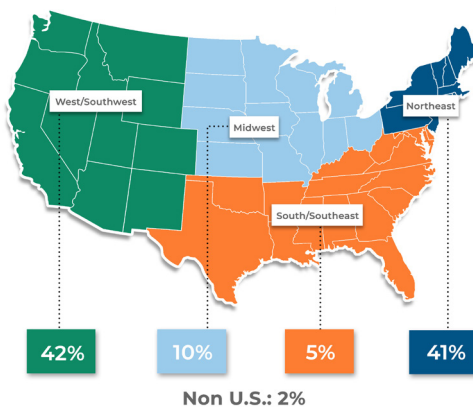 West/Southwest
Northeast
Midwest
South/Southeast
42%
10%
5%
41%
Non U.S.: 2%